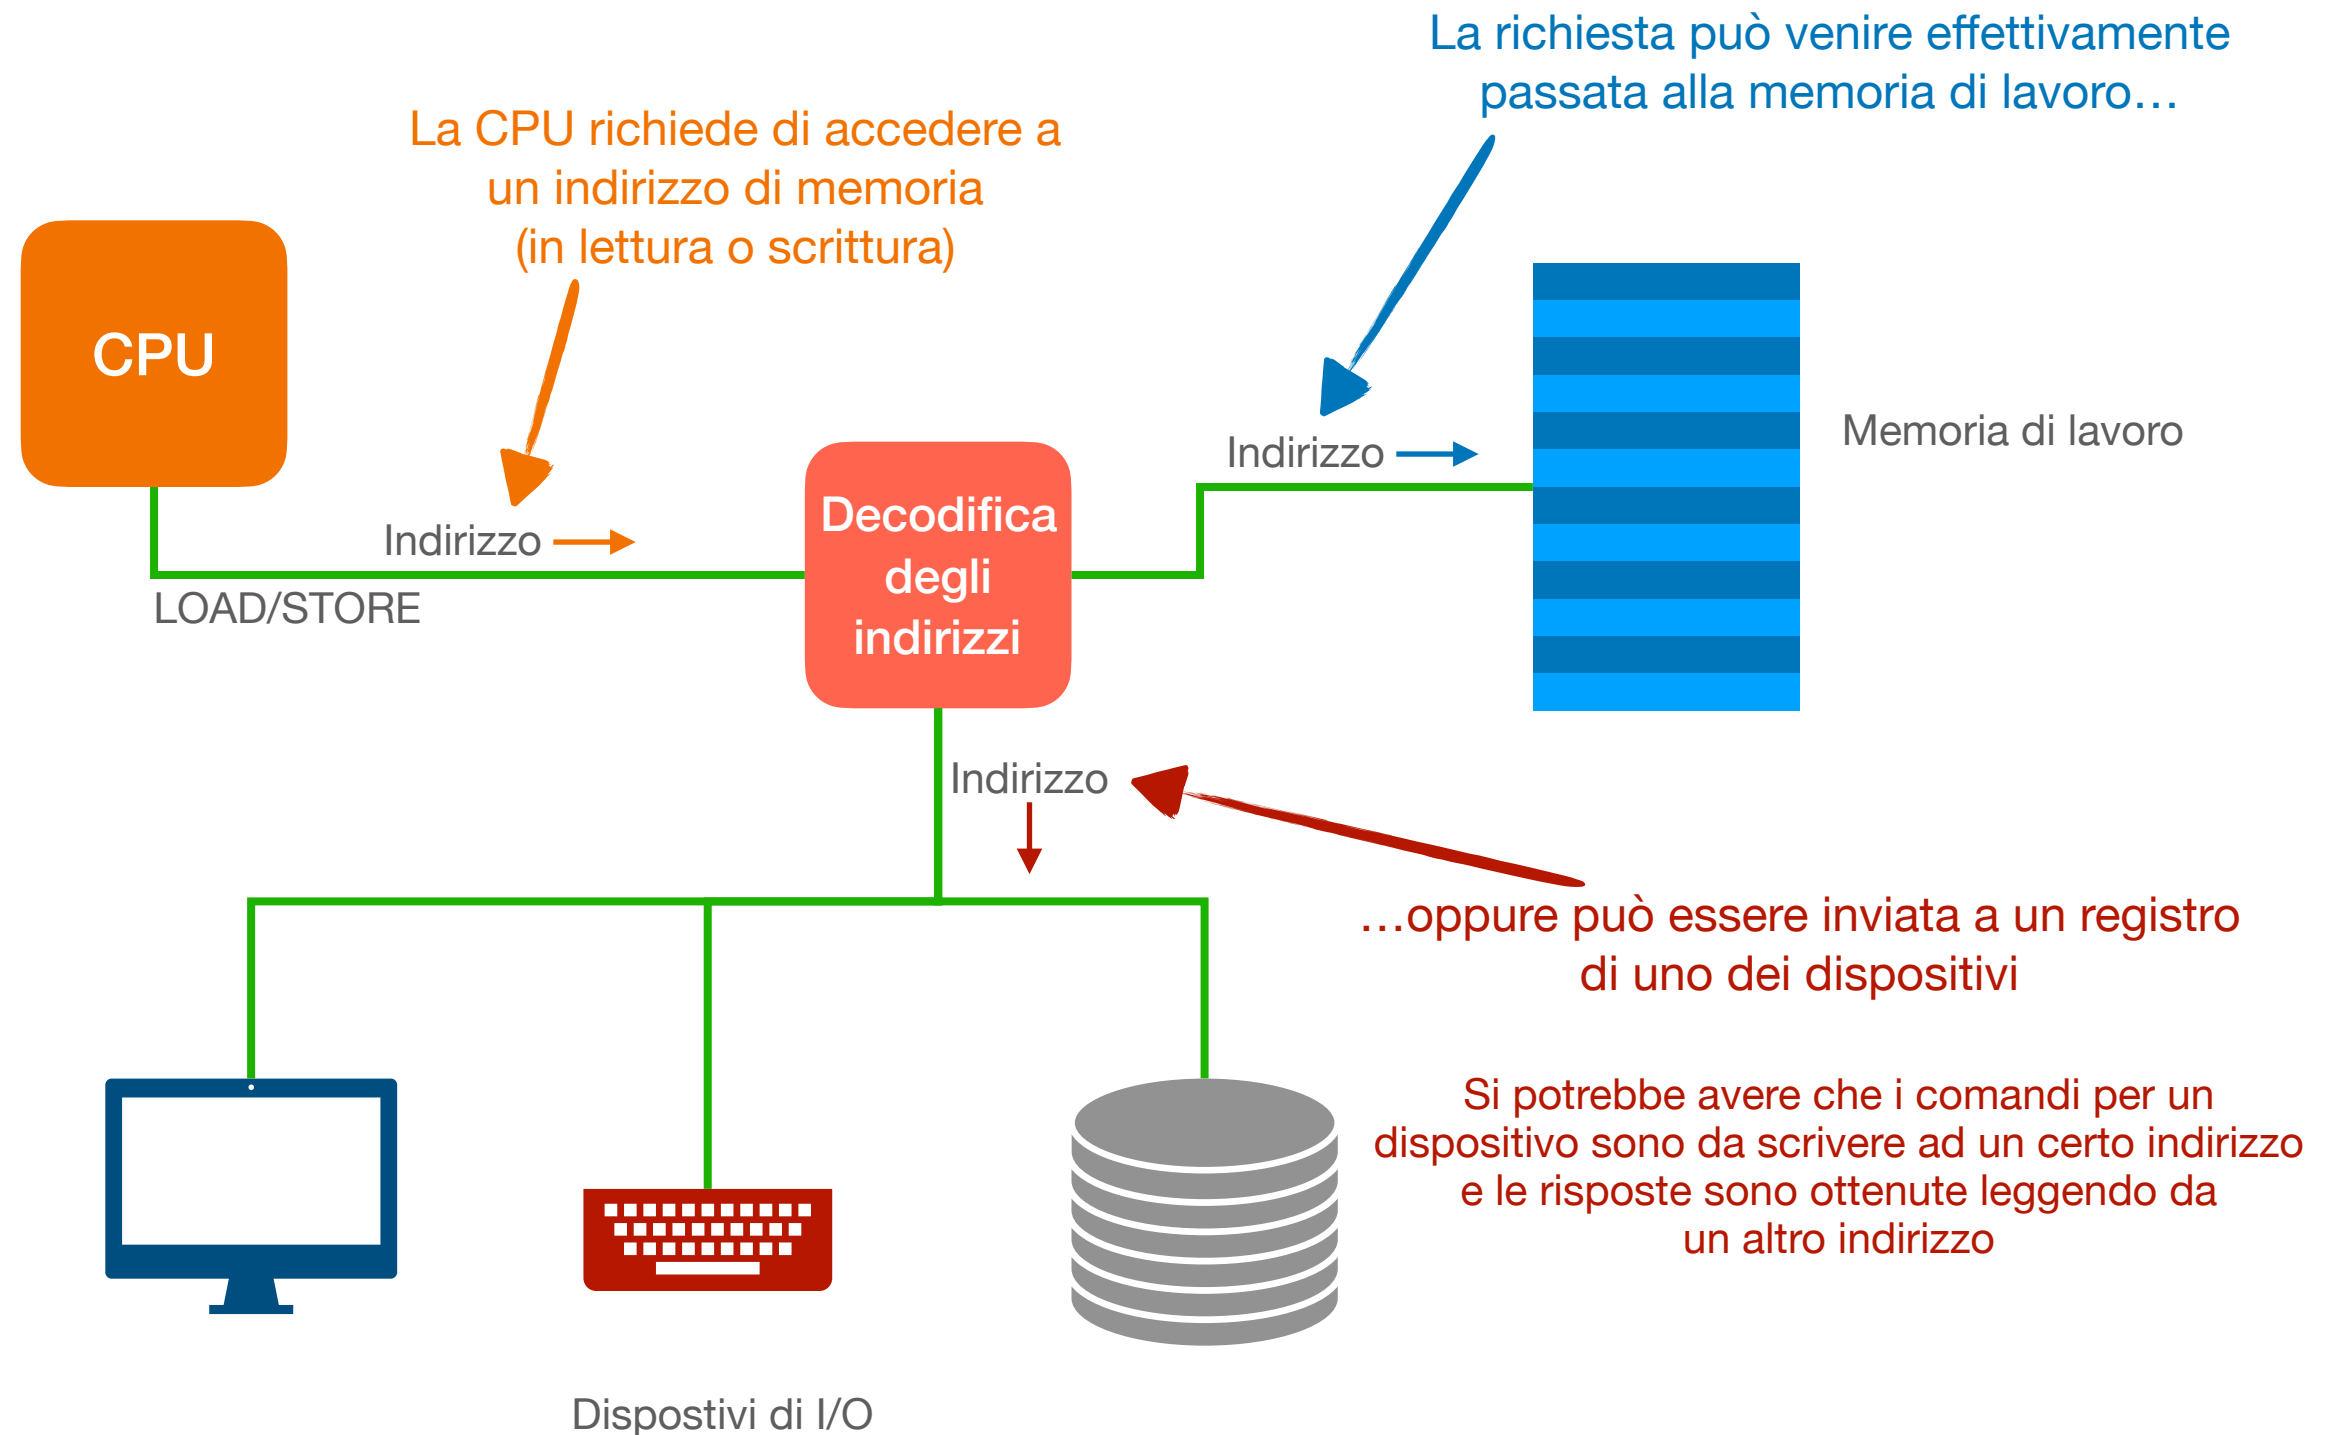 La richiesta può venire effettivamente
passata alla memoria di lavoro…
La CPU richiede di accedere a
un indirizzo di memoria
(in lettura o scrittura)
CPU
Indirizzo
LOAD/STORE
Decodifica
degli
indirizzi
Indirizzo
Memoria di lavoro
Indirizzo
…oppure può essere inviata a un registro
di uno dei dispositivi
Si potrebbe avere che i comandi per un
dispositivo sono da scrivere ad un certo indirizzo
e le risposte sono ottenute leggendo da
un altro indirizzo
Dispostivi di I/O